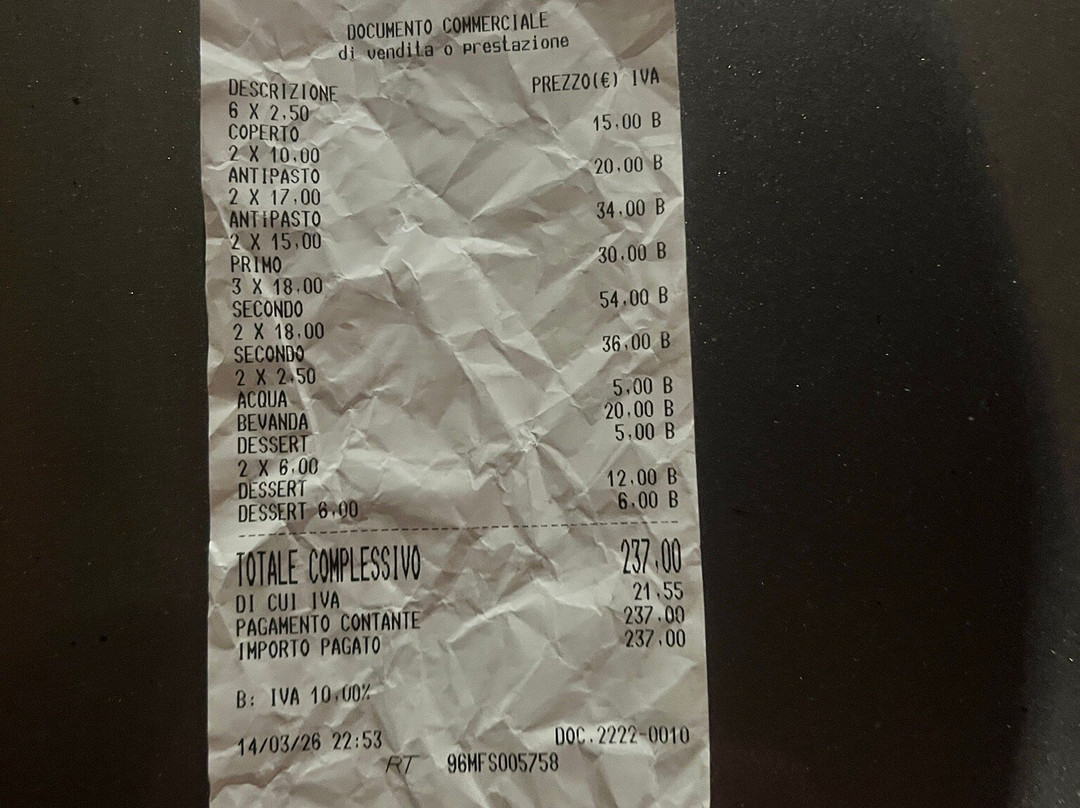 DOCUMENTO COMMERCIALE
di vendita o prestazione
DESCRIZIONE PREZZO(€) IVA
6 X 2,50
COPERTO 15,00 B
2 X 10,00
ANTIPASTO 20,00 B
2 X 17,00
ANTIPASTO 34,00 B
2 X 15,00
PRIMO 30,00 B
3 X 18,00
SECONDO 54,00 B
2 X 18,00
SECONDO 36,00 B
2 X 2,50
ACQUA 5,00 B
BEVANDA 20,00 B
DESSERT 5,00 B
2 X 6,00
DESSERT 12,00 B
DESSERT 6,00 6,00 B
TOTALE COMPLESSIVO 237,00
DI CUI IVA 21,55
PAGAMENTO CONTANTE 237,00
IMPORTO PAGATO 237,00
B: IVA 10,00%
14/03/26 22:53 DOC.2222-0010
RT 96MFS005758